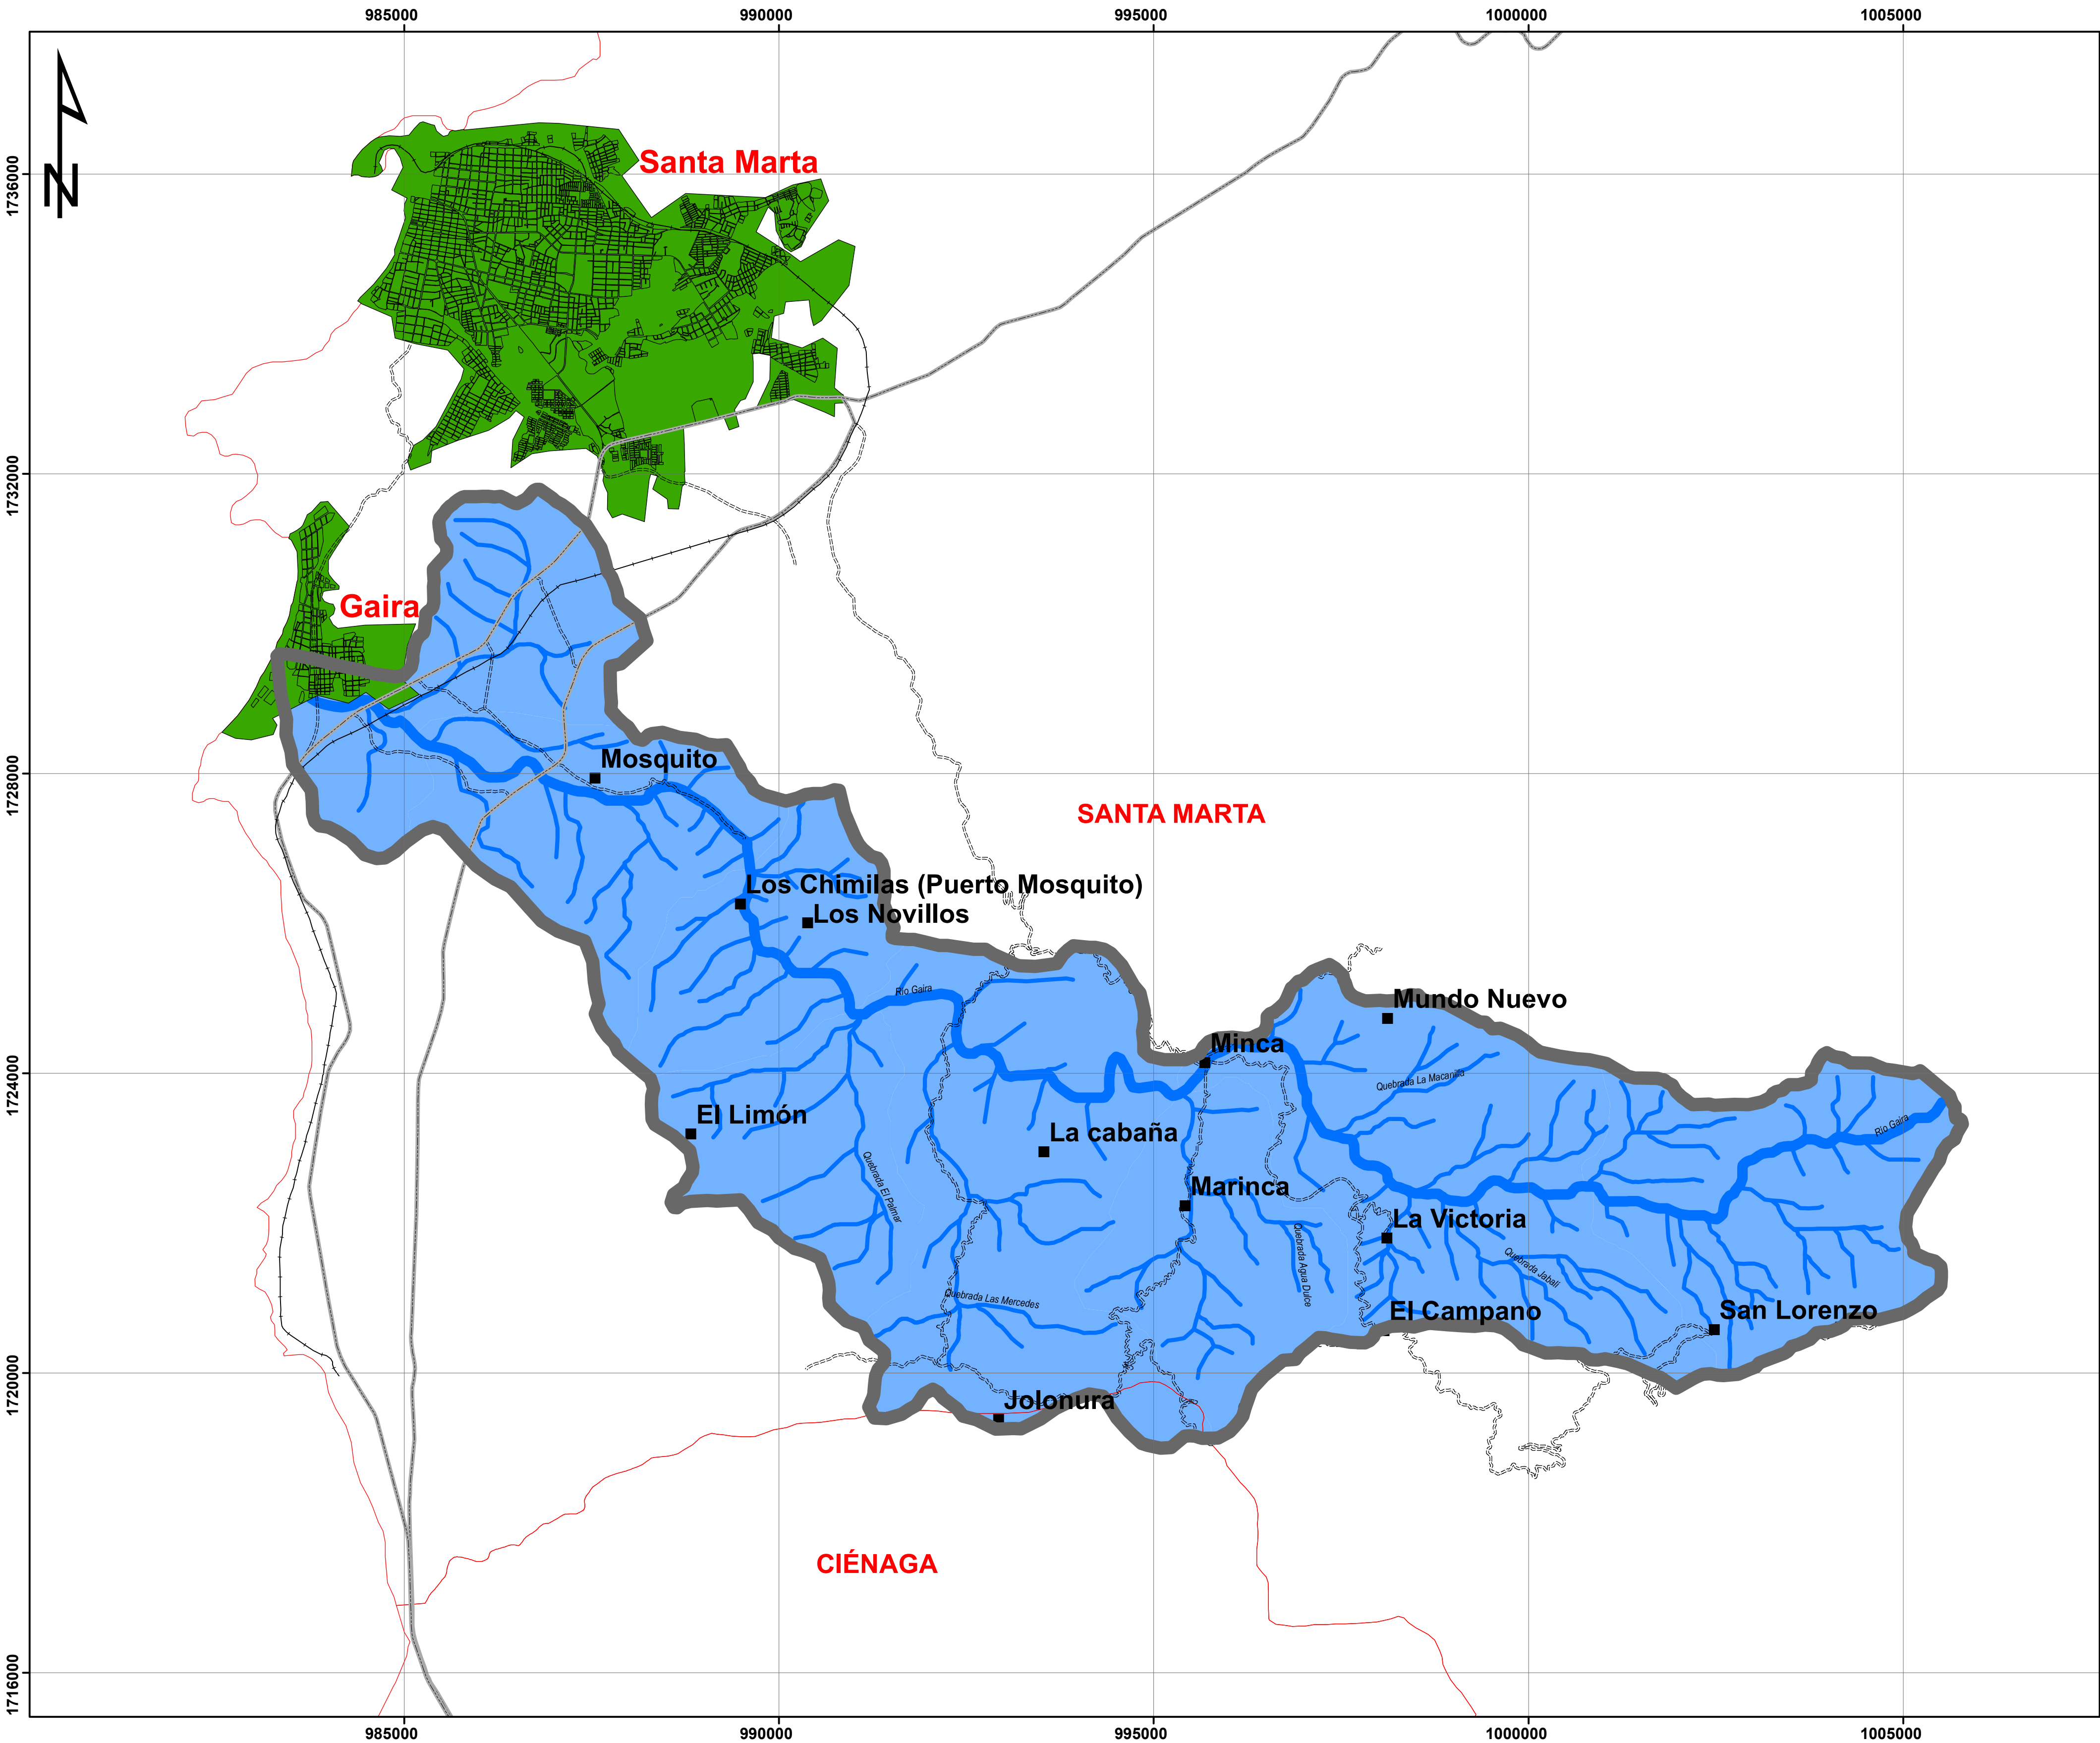 985000
990000
995000
1000000
1005000
N
Santa Marta
1736000
1732000
Gaira
Mosquito
1728000
SANTA MARTA
Los Chimilas (Puerto Mosquito)
Los Novillos
Rio Gaira
Mundo Nuevo
Minca
1724000
Quebrada La Macanilla
El Limón
La cabaña
Rio Gaira
Quebrada El Palmar
Marinca
La Victoria
Quebrada Agua Dulce
Quebrada Jabalí
Quebrada Las Mercedes
El Campano
San Lorenzo
1720000
Jolonura
CIÉNAGA
1716000
985000
990000
995000
1000000
1005000